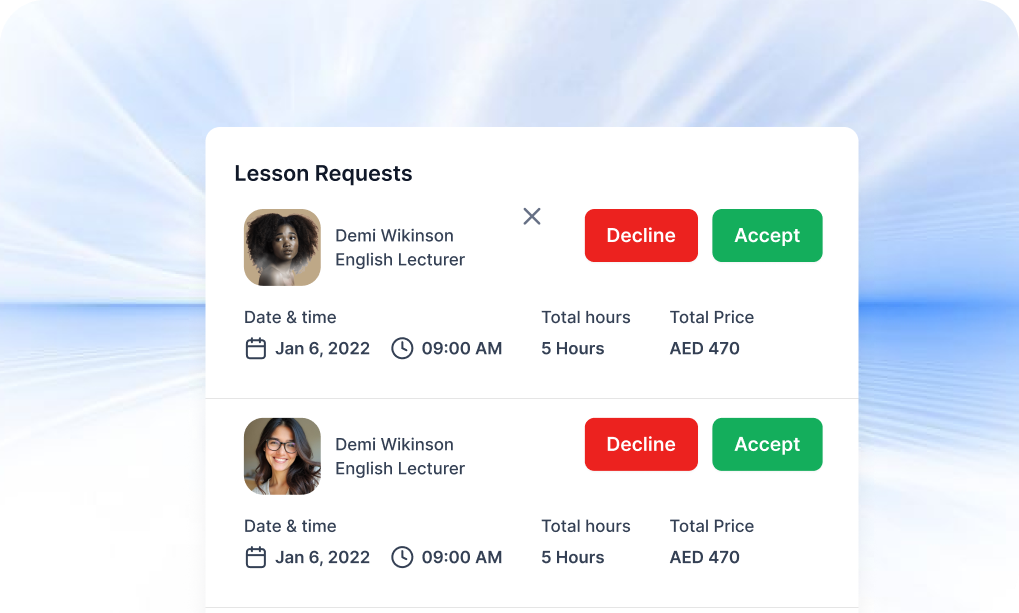 Lesson Requests
Demi Wikinson
English Lecturer
Decline
Accept
Date & time
Total hours
Total Price
Jan 6, 2022
09:00 AM
5 Hours
AED 470
Demi Wikinson
English Lecturer
Decline
Accept
Date & time
Total hours
Total Price
Jan 6, 2022
09:00 AM
5 Hours
AED 470